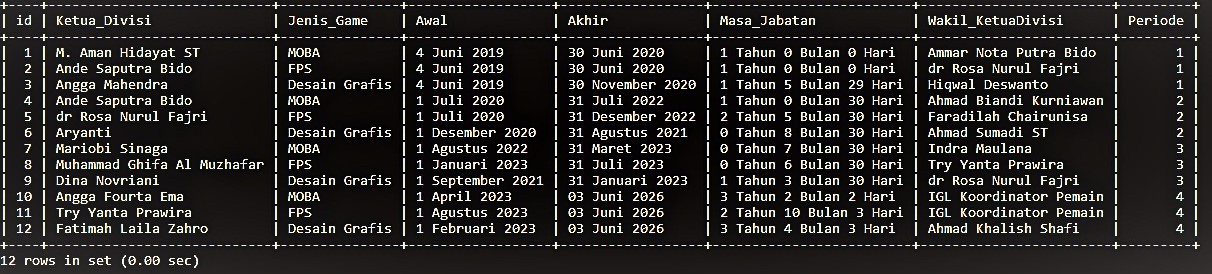 | id | Ketua_Divisi | Jenis_Game | Awal | Akhir | Masa_Jabatan | Wakil_KetuaDivisi | Periode |
| 1 | M. Aman Hidayat ST | MOBA | 4 Juni 2019 | 30 Juni 2020 | 1 Tahun 0 Bulan 0 Hari | Ammar Nota Putra Bido | 1 |
| 2 | Ande Saputra Bido | FPS | 4 Juni 2019 | 30 Juni 2020 | 1 Tahun 0 Bulan 0 Hari | dr Rosa Nurul Fajri | 1 |
| 3 | Angga Mahendra | Desain Grafis | 4 Juni 2019 | 30 November 2020 | 1 Tahun 5 Bulan 29 Hari | Hiqwal Deswanto | 1 |
| 4 | Ande Saputra Bido | MOBA | 1 Juli 2020 | 31 Juli 2022 | 1 Tahun 0 Bulan 30 Hari | Ahmad Biandi Kurniawan | 2 |
| 5 | dr Rosa Nurul Fajri | FPS | 1 Juli 2020 | 31 Desember 2022 | 2 Tahun 5 Bulan 30 Hari | Faradilah Chairunisa | 2 |
| 6 | Aryanti | Desain Grafis | 1 Desember 2020 | 31 Agustus 2021 | 0 Tahun 8 Bulan 30 Hari | Ahmad Sumadi ST | 2 |
| 7 | Mariobi Sinaga | MOBA | 1 Agustus 2022 | 31 Maret 2023 | 0 Tahun 7 Bulan 30 Hari | Indra Maulana | 3 |
| 8 | Muhammad Ghifa Al Muzhafar | FPS | 1 Januari 2023 | 31 Juli 2023 | 0 Tahun 6 Bulan 30 Hari | Try Yanta Prawira | 3 |
| 9 | Dina Novriani | Desain Grafis | 1 September 2021 | 31 Januari 2023 | 1 Tahun 3 Bulan 30 Hari | dr Rosa Nurul Fajri | 3 |
| 10 | Angga Fourta Ema | MOBA | 1 April 2023 | 03 Juni 2026 | 3 Tahun 2 Bulan 2 Hari | IGL Koordinator Pemain | 4 |
| 11 | Try Yanta Prawira | FPS | 1 Agustus 2023 | 03 Juni 2026 | 2 Tahun 10 Bulan 3 Hari | IGL Koordinator Pemain | 4 |
| 12 | Fatimah Laila Zahro | Desain Grafis | 1 Februari 2023 | 03 Juni 2026 | 3 Tahun 4 Bulan 3 Hari | Ahmad Khalish Shafi | 4 |
12 rows in set (0.00 sec)